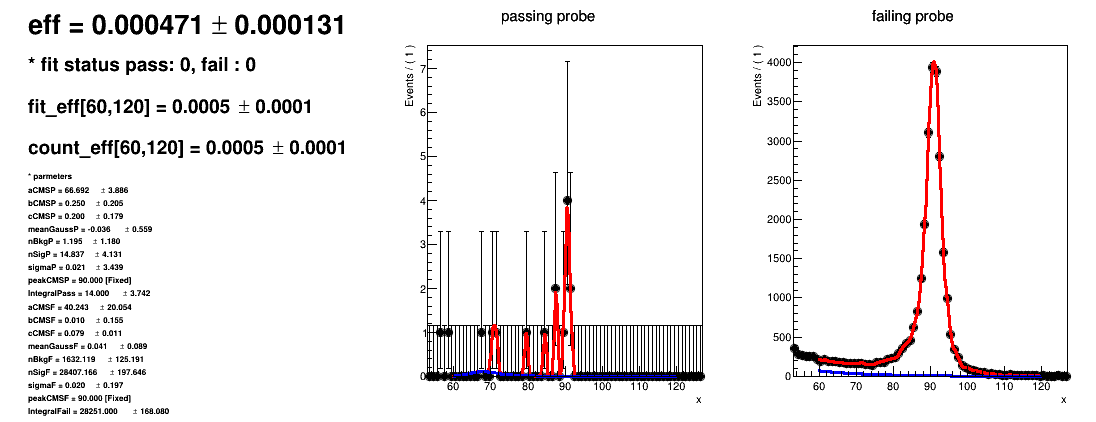 eff = 0.000471 ± 0.000131
* fit status pass: 0, fail : 0
fit_eff[60,120] = 0.0005 ± 0.0001
count_eff[60,120] = 0.0005 ± 0.0001
* parmeters
aCMSP = 66.692 ± 3.886
bCMSP = 0.250 ± 0.205
cCMSP = 0.200 ± 0.179
meanGaussP = -0.036 ± 0.559
nBkgP = 1.195 ± 1.180
nSigP = 14.837 ± 4.131
sigmaP = 0.021 ± 3.439
peakCMSP = 90.000 [Fixed]
IntegralPass = 14.000 ± 3.742
aCMSF = 40.243 ± 20.054
bCMSF = 0.010 ± 0.155
cCMSF = 0.079 ± 0.011
meanGaussF = 0.041 ± 0.089
nBkgF = 1632.119 ± 125.191
nSigF = 28407.166 ± 197.646
sigmaF = 0.020 ± 0.197
peakCMSF = 90.000 [Fixed]
IntegralFail = 28251.000 ± 168.080
passing probe
Events / ( 1 )
7
6
5
4
3
2
1
0
60 70 80 90 100 110 120
x
failing probe
Events / ( 1 )
4000
3500
3000
2500
2000
1500
1000
500
0
60 70 80 90 100 110 120
x